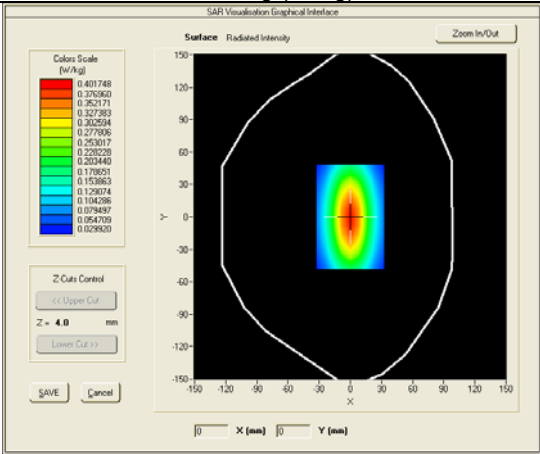 SAR Visualisation Graphical Interface
Surface Radiated Intensity
Zoom In/Out
Colors Scale
(W/kg)
0.401748
0.376960
0.352171
0.327383
0.302594
0.277806
0.253017
0.228228
0.203440
0.178651
0.153863
0.129074
0.104286
0.079497
0.054709
0.029920
150
120
90
60
30
0
-30
-60
-90
-120
-150
Y
-150 -120 -90 -60 -30 0 30 60 90 120 150
X
Z-Cuts Control
<< Upper Cut
Z = 4.0 mm
Lower Cut >>
SAVE Cancel
0 X (mm) 0 Y (mm)